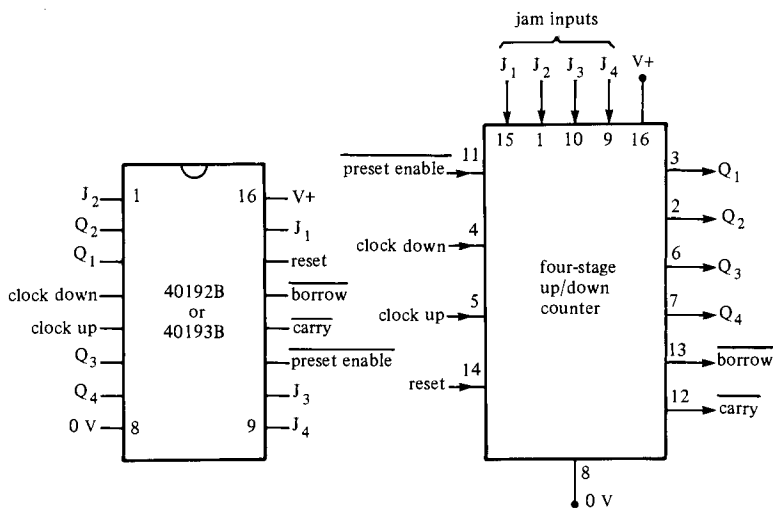 jam inputs
J1 J2 J3 J4 V+
15 1 10 9 16
11
preset enable
4
clock down
5
clock up
14
reset
four-stage
up/down
counter
3 Q1
2 Q2
6 Q3
7 Q4
13 borrow
12 carry
8
0 V
J2 1 16 V+
Q2 J1
Q1 reset
clock down borrow
clock up carry
Q3 preset enable
Q4 J3
0 V 8 9 J4
40192B
or
40193B